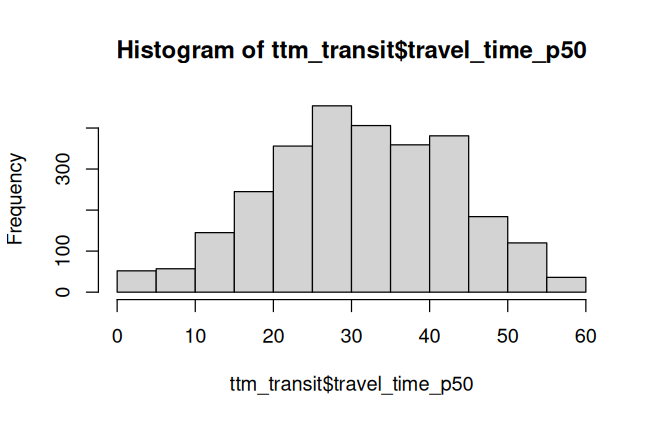 Histogram of ttm_transit$travel_time_p50
Frequency
300
100
0
0 10 20 30 40 50 60
ttm_transit$travel_time_p50